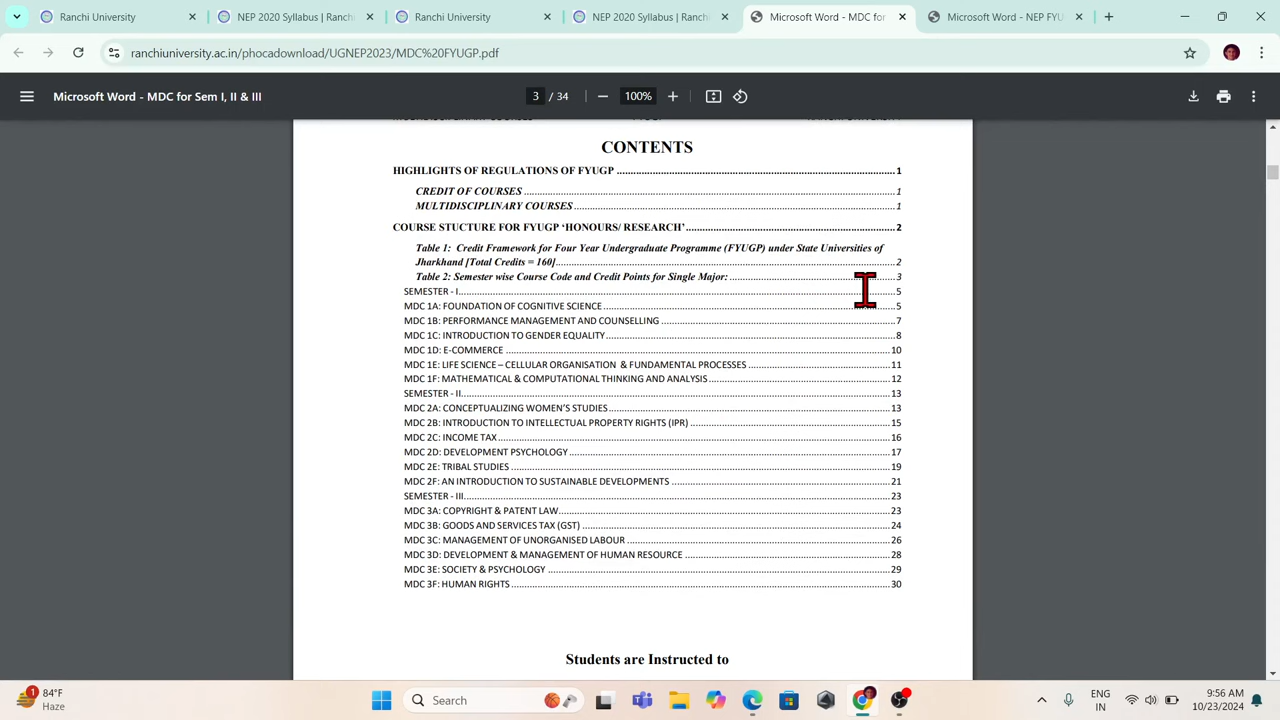 Ranchi University
NEP 2020 Syllabus | Ranchi
Ranchi University
NEP 2020 Syllabus | Ranchi
Microsoft Word - MDC for
Microsoft Word - NEP FYU
ranchiuniversity.ac.in/phocadownload/UGNEP2023/MDC%20FYUGP.pdf
Microsoft Word - MDC for Sem I, II & III
3 / 34
100%
CONTENTS
HIGHLIGHTS OF REGULATIONS OF FYUGP 1
CREDIT OF COURSES 1
MULTIDISCIPLINARY COURSES 1
COURSE STUCTURE FOR FYUGP ‘HONOURS/ RESEARCH’ 2
Table 1: Credit Framework for Four Year Undergraduate Programme (FYUGP) under State Universities of
Jharkhand [Total Credits = 160] 2
Table 2: Semester wise Course Code and Credit Points for Single Major: 3
SEMESTER - I 5
MDC 1A: FOUNDATION OF COGNITIVE SCIENCE 5
MDC 1B: PERFORMANCE MANAGEMENT AND COUNSELLING 7
MDC 1C: INTRODUCTION TO GENDER EQUALITY 8
MDC 1D: E-COMMERCE 10
MDC 1E: LIFE SCIENCE – CELLULAR ORGANISATION & FUNDAMENTAL PROCESSES 11
MDC 1F: MATHEMATICAL & COMPUTATIONAL THINKING AND ANALYSIS 12
SEMESTER - II 13
MDC 2A: CONCEPTUALIZING WOMEN’S STUDIES 13
MDC 2B: INTRODUCTION TO INTELLECTUAL PROPERTY RIGHTS (IPR) 15
MDC 2C: INCOME TAX 16
MDC 2D: DEVELOPMENT PSYCHOLOGY 17
MDC 2E: TRIBAL STUDIES 19
MDC 2F: AN INTRODUCTION TO SUSTAINABLE DEVELOPMENTS 21
SEMESTER - III 23
MDC 3A: COPYRIGHT & PATENT LAW 23
MDC 3B: GOODS AND SERVICES TAX (GST) 24
MDC 3C: MANAGEMENT OF UNORGANISED LABOUR 26
MDC 3D: DEVELOPMENT & MANAGEMENT OF HUMAN RESOURCE 28
MDC 3E: SOCIETY & PSYCHOLOGY 29
MDC 3F: HUMAN RIGHTS 30
Students are Instructed to
1
84°F
Haze
Search
ENG
IN
9:56 AM
10/23/2024